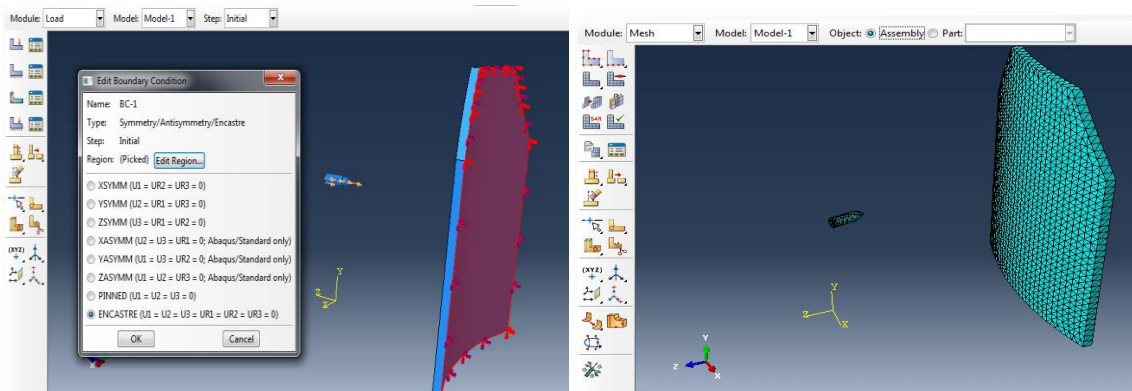 Module: Load Model: Model-1 Step: Initial
Edit Boundary Condition
Name: BC-1
Type: Symmetry/Antisymmetry/Encastre
Step: Initial
Region: (Picked) Edit Region...
XSYMM (U1 = UR2 = UR3 = 0)
YSYMM (U2 = UR1 = UR3 = 0)
ZSYMM (U3 = UR1 = UR2 = 0)
XASYMM (U2 = U3 = UR1 = 0; Abaqus/Standard only)
YASYMM (U1 = U3 = UR2 = 0; Abaqus/Standard only)
ZASYMM (U1 = U2 = UR3 = 0; Abaqus/Standard only)
PINNED (U1 = U2 = U3 = 0)
ENCASTRE (U1 = U2 = U3 = UR1 = UR2 = UR3 = 0)
OK Cancel
(XYZ)
Y
Z
X
Module: Mesh Model: Model-1 Object: Assembly Part:
(XYZ)
Y
Z
X
Y
Z
X